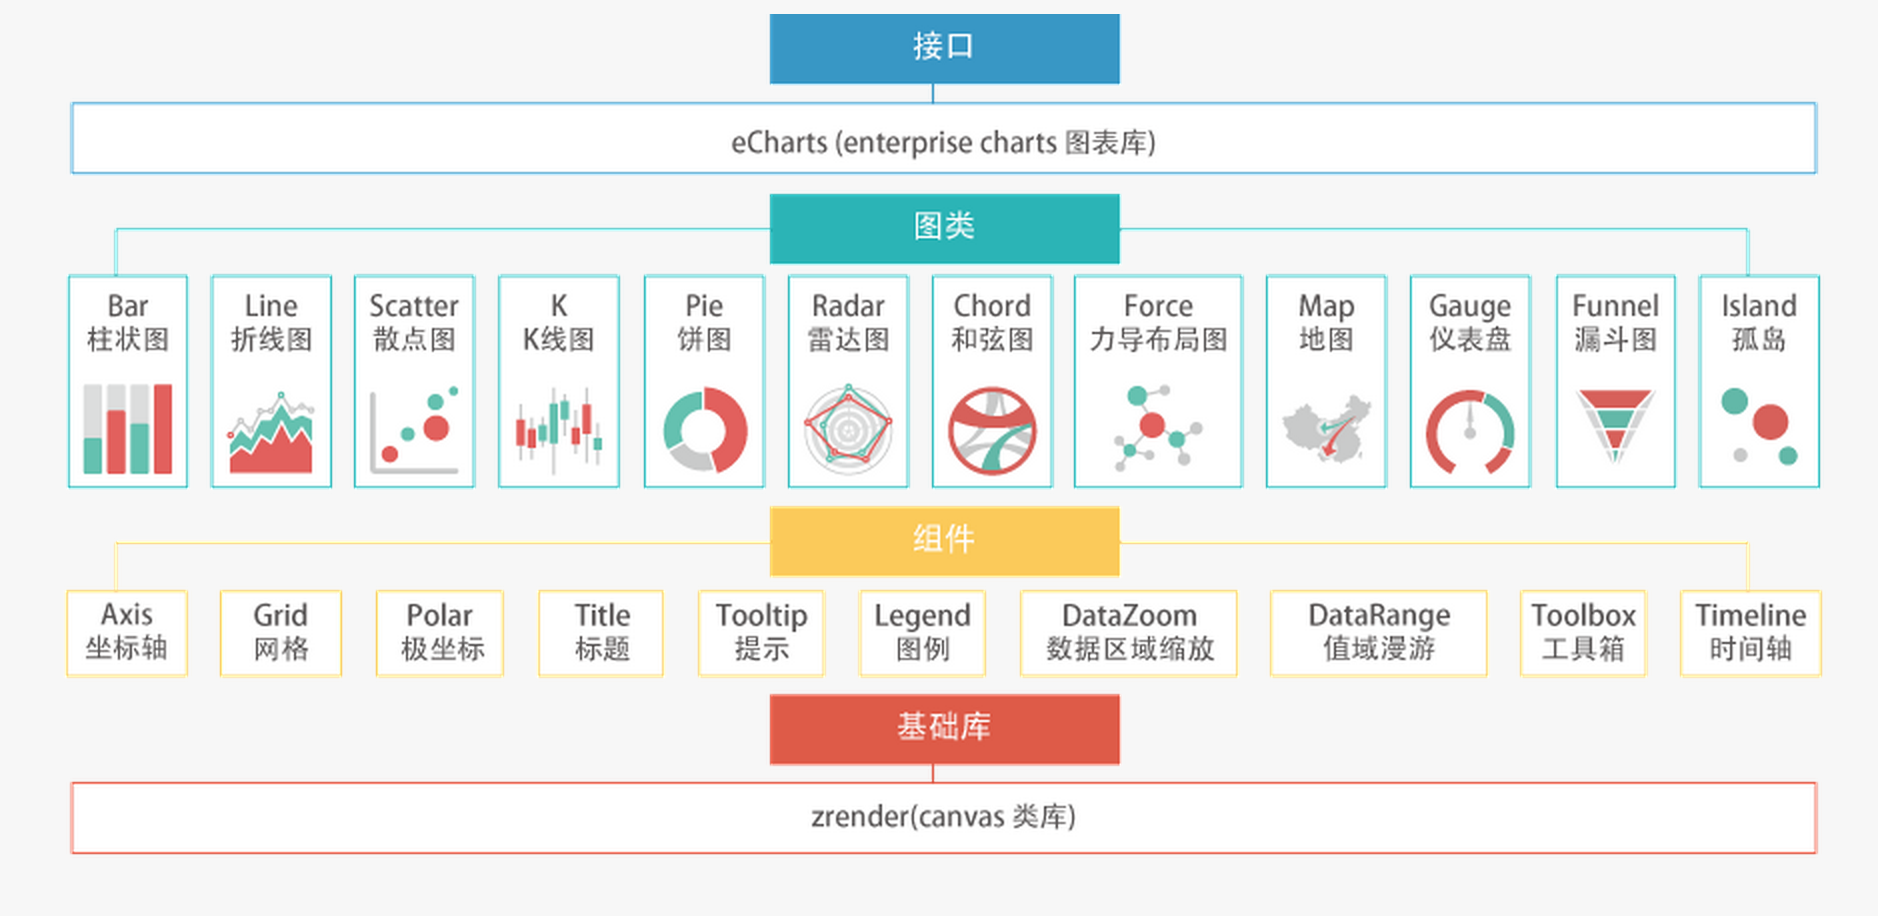 接口
eCharts (enterprise charts 图表库)
图类
Bar
柱状图
Line
折线图
Scatter
散点图
K
K线图
Pie
饼图
Radar
雷达图
Chord
和弦图
Force
力导布局图
Map
地图
Gauge
仪表盘
Funnel
漏斗图
Island
孤岛
组件
Axis
坐标轴
Grid
网格
Polar
极坐标
Title
标题
Tooltip
提示
Legend
图例
DataZoom
数据区域缩放
DataRange
值域漫游
Toolbox
工具箱
Timeline
时间轴
基础库
zrender(canvas 类库)